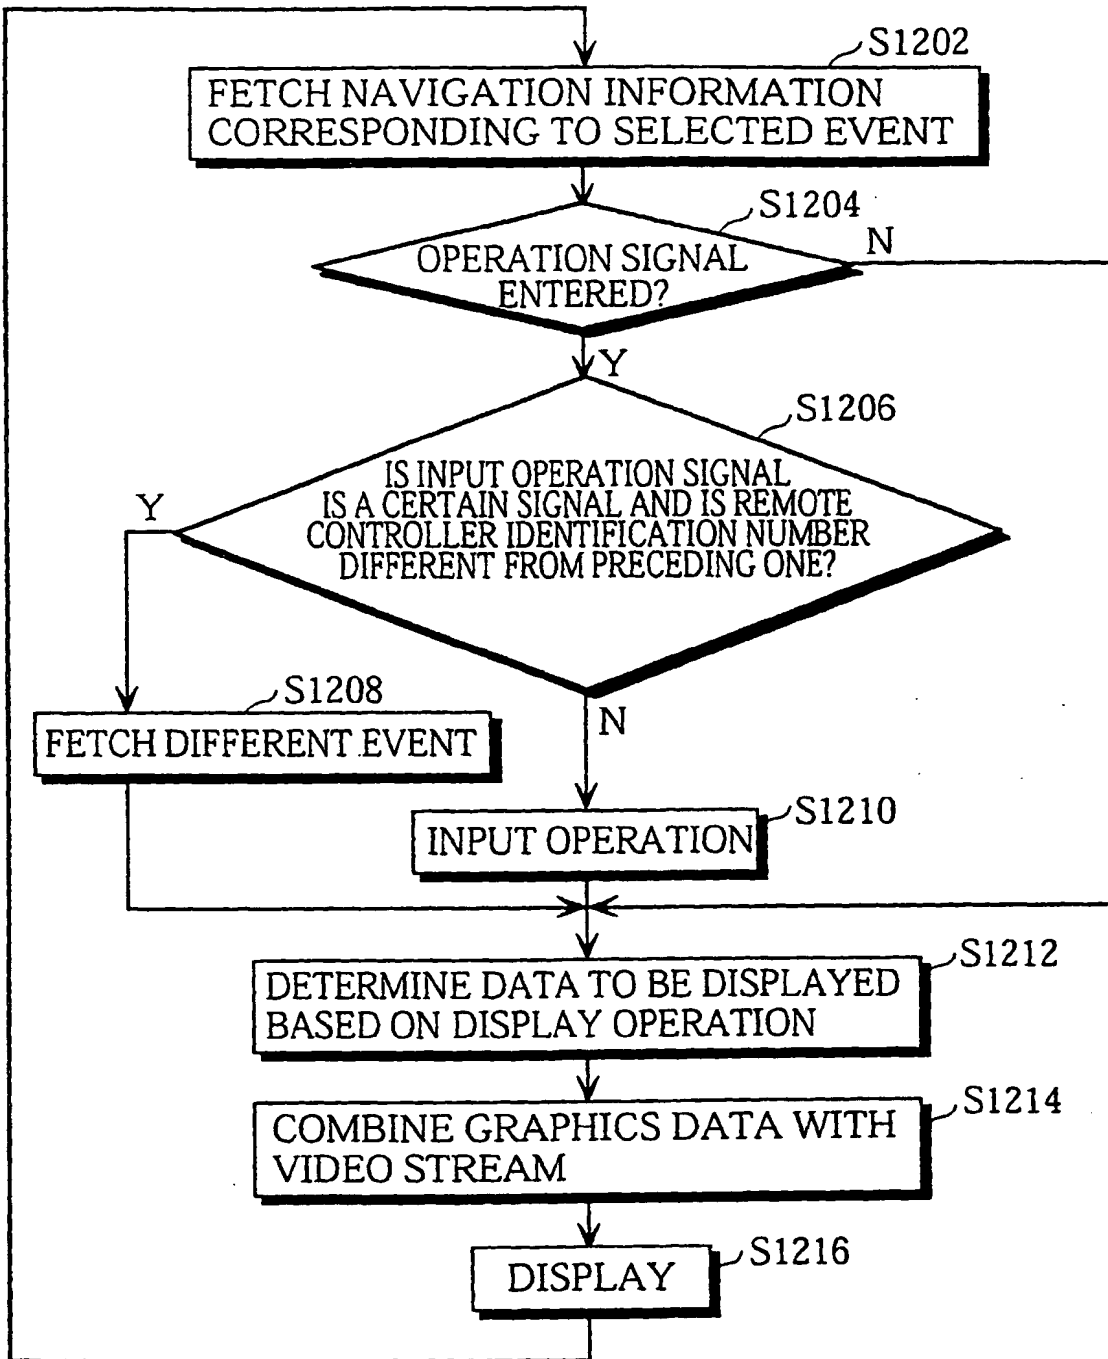 S1202
FETCH NAVIGATION INFORMATION
CORRESPONDING TO SELECTED EVENT
S1204
N
OPERATION SIGNAL
ENTERED?
Y
S1206
IS INPUT OPERATION SIGNAL
IS A CERTAIN SIGNAL AND IS REMOTE
CONTROLLER IDENTIFICATION NUMBER
DIFFERENT FROM PRECEDING ONE?
Y
S1208
FETCH DIFFERENT EVENT
N
S1210
INPUT OPERATION
S1212
DETERMINE DATA TO BE DISPLAYED
BASED ON DISPLAY OPERATION
S1214
COMBINE GRAPHICS DATA WITH
VIDEO STREAM
S1216
DISPLAY